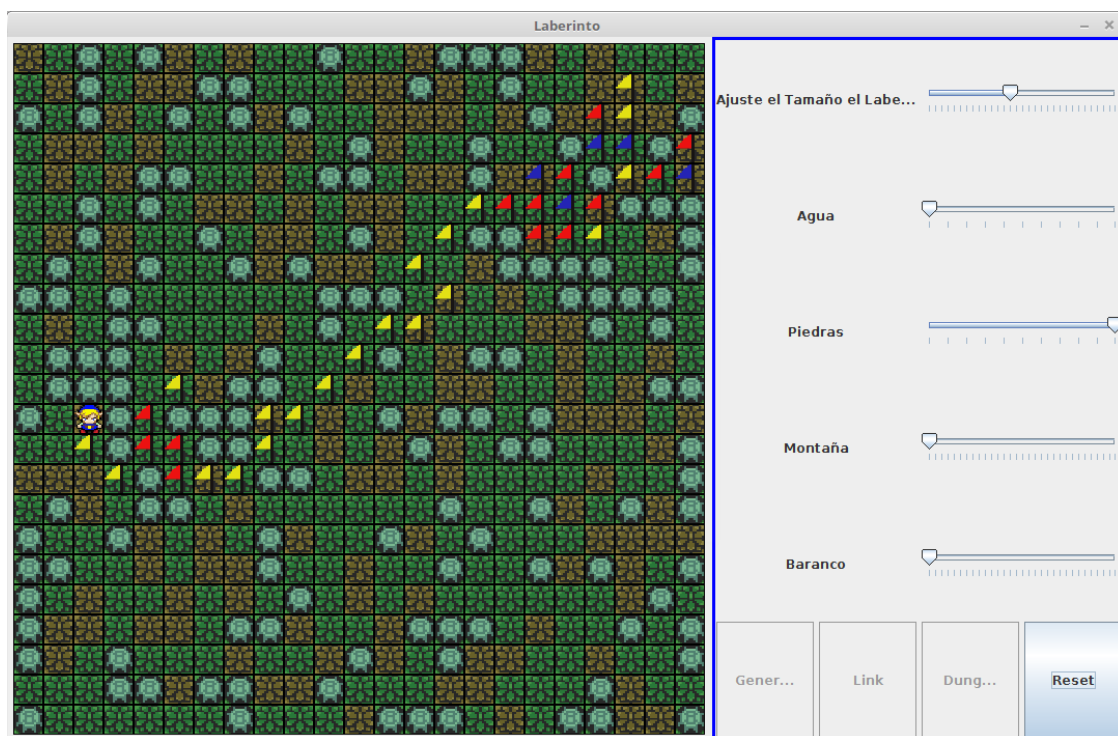 Laberinto
Ajuste el Tamaño el Labe...
Agua
Piedras
Montaña
Baranco
Gener...
Link
Dung...
Reset